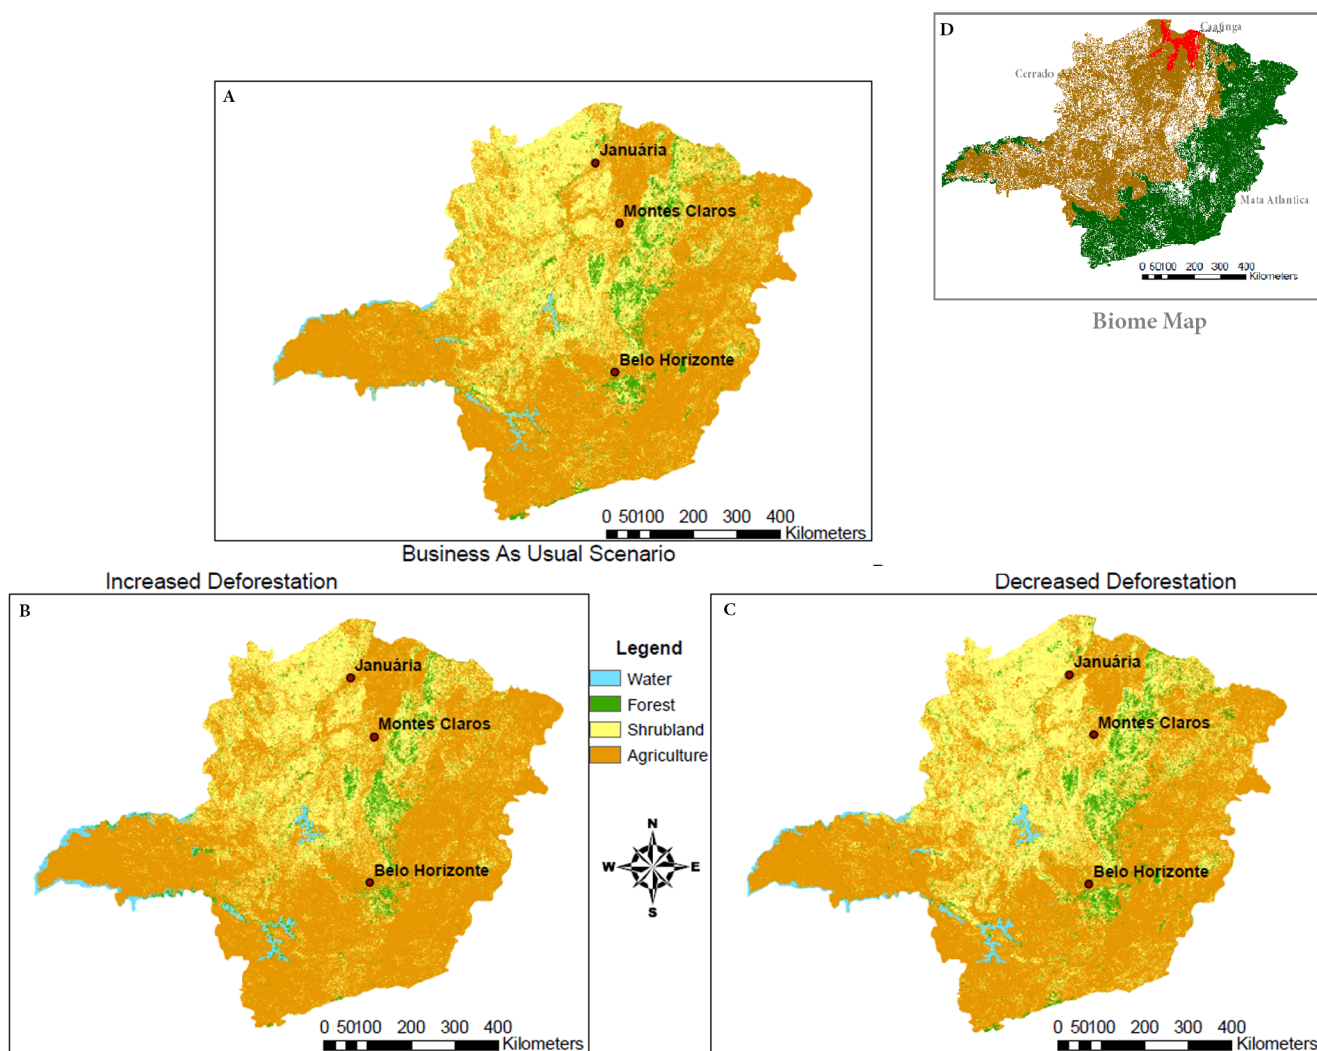 A
Januária
Montes Claros
Belo Horizonte
0 50100 200 300 400
Kilometers
Business As Usual Scenario
D
Caatinga
Cerrado
Mata Atlantica
0 50100 200 300 400
Kilometers
Biome Map
Increased Deforestation
B
Januária
Montes Claros
Belo Horizonte
0 50100 200 300 400
Kilometers
Legend
Water
Forest
Shrubland
Agriculture
N
W E
S
Decreased Deforestation
C
Januária
Montes Claros
Belo Horizonte
0 50100 200 300 400
Kilometers